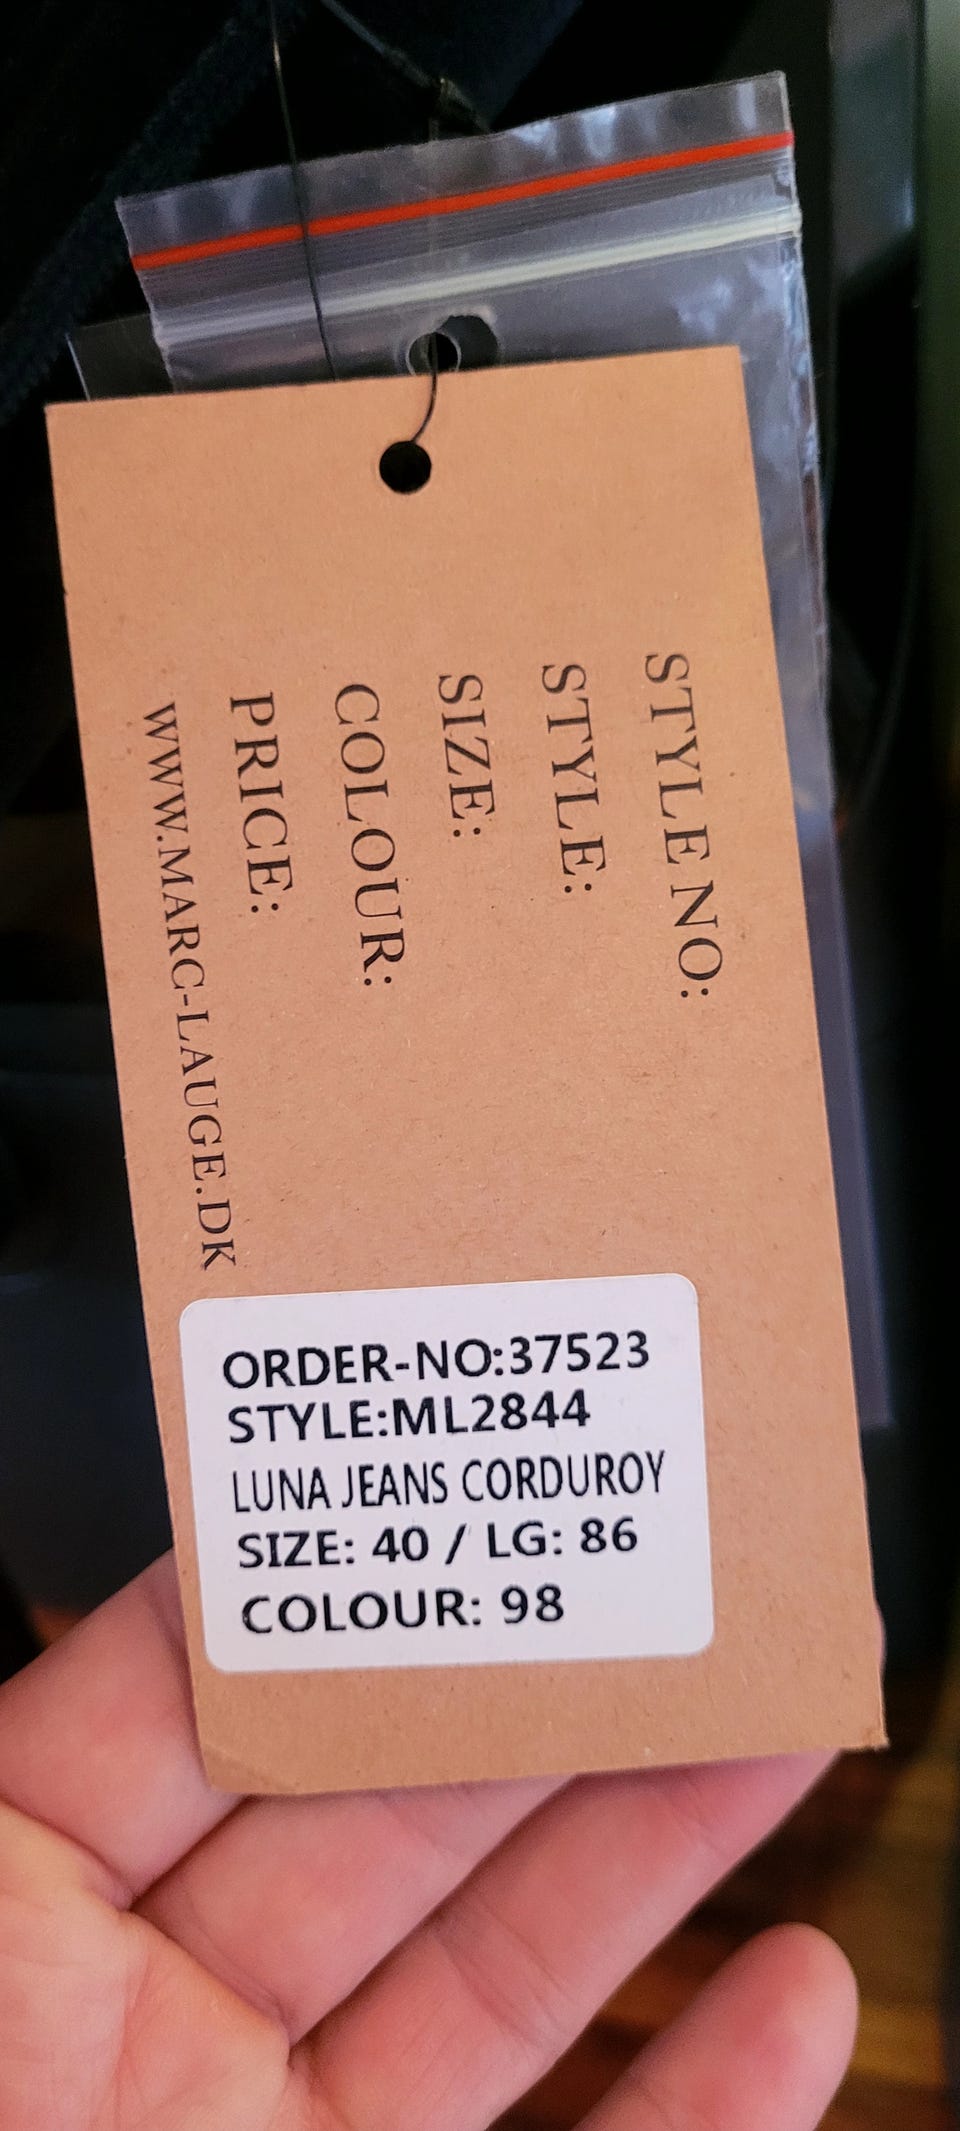 STYLE NO:
STYLE:
SIZE:
COLOUR:
PRICE:
WWW.MARC-LAUGE.DK
ORDER-NO:37523
STYLE:ML2844
LUNA JEANS CORDUROY
SIZE: 40 / LG: 86
COLOUR: 98